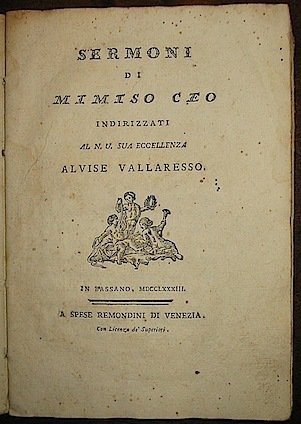 SERMONI
DI
MIMISO CEO
INDIRIZZATI
AL N. U. SUA ECCELLENZA
ALVISE VALLARESSO.
IN BASSANO, MDCCLXXXIII.
A SPESE REMONDINI DI VENEZIA.
Con Licenza de' Superiori.